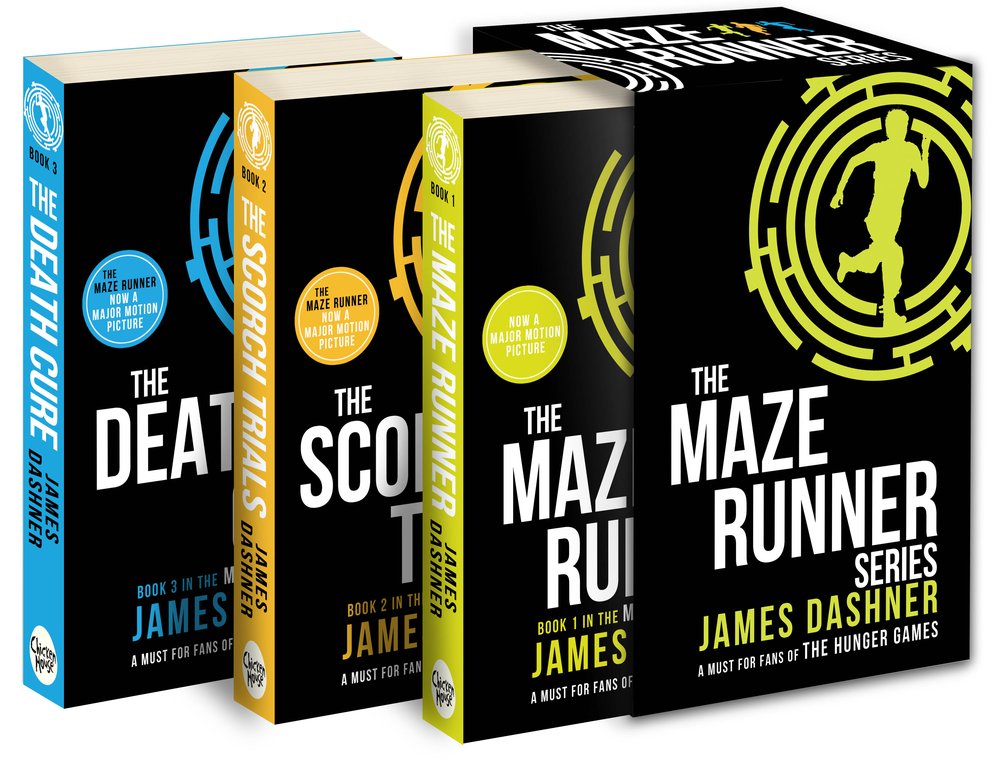 BOOK 3
THE DEATH CURE
JAMES
DASHNER
Chicken
House
THE
MAZE RUNNER
NOW A
MAJOR MOTION
PICTURE
THE
DEAT
BOOK 3 IN THE M
JAMES
A MUST FOR FANS OF
BOOK 2
THE SCORCH TRIALS
JAMES
DASHNER
Chicken
House
THE
MAZE RUNNER
NOW A
MAJOR MOTION
PICTURE
THE
SCO
T
BOOK 2 IN THE
JAMES
A MUST FOR FAN
BOOK 1
THE MAZE RUNNER
JAMES
DASHNER
Chicken
House
NOW A
MAJOR MOTION
PICTURE
THE
MAZ
RU
BOOK 1 IN THE M
JAMES
A MUST FOR FANS OF
THE
MAZE
RUNNER
SERIES
THE
MAZE
RUNNER
SERIES
JAMES DASHNER
A MUST FOR FANS OF THE HUNGER GAMES